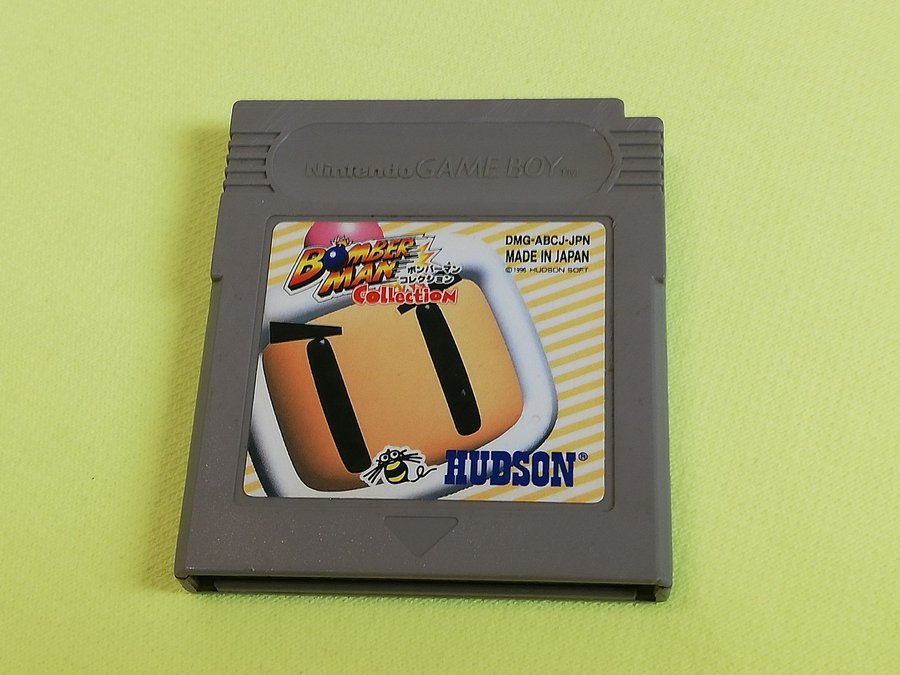 Nintendo GAME BOY TM
BOMBER
MAN
ボンバーマン
コレクション
Collection
DMG-ABCJ-JPN
MADE IN JAPAN
©1996 HUDSON SOFT
HUDSON®